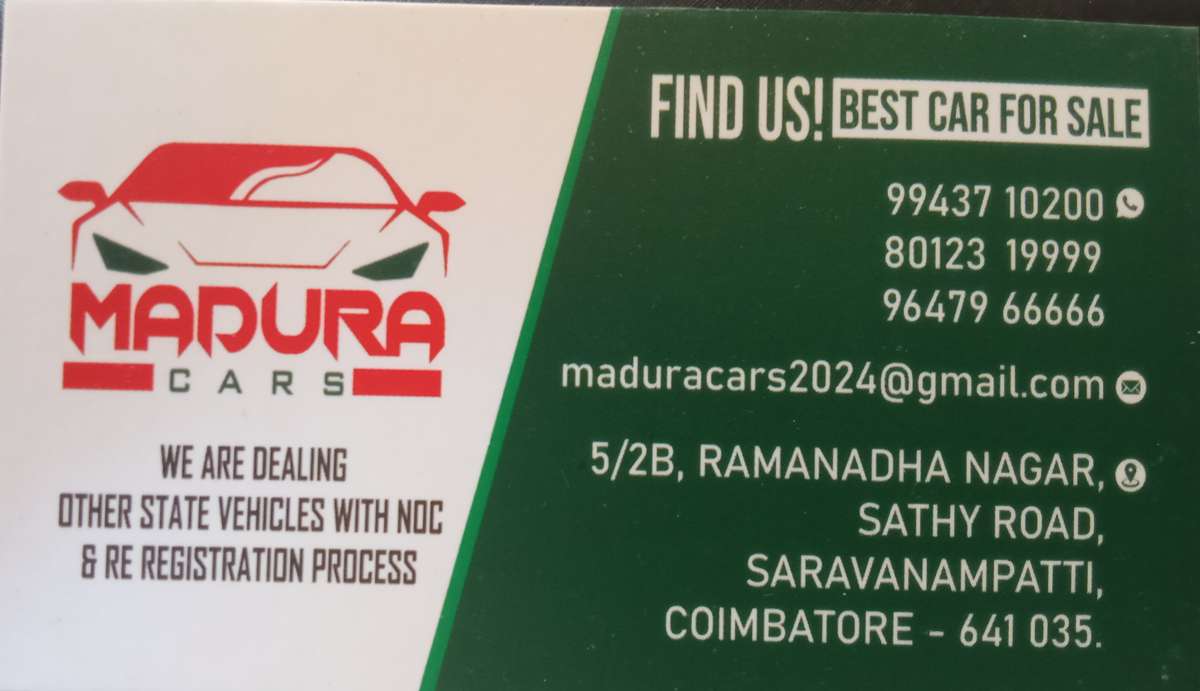 MADURA
CARS
WE ARE DEALING
OTHER STATE VEHICLES WITH NOC
& RE REGISTRATION PROCESS
FIND US! BEST CAR FOR SALE
99437 10200
80123 19999
96479 66666
maduracars2024@gmail.com
5/2B, RAMANADHA NAGAR,
SATHY ROAD,
SARAVANAMPATTI,
COIMBATORE - 641 035.